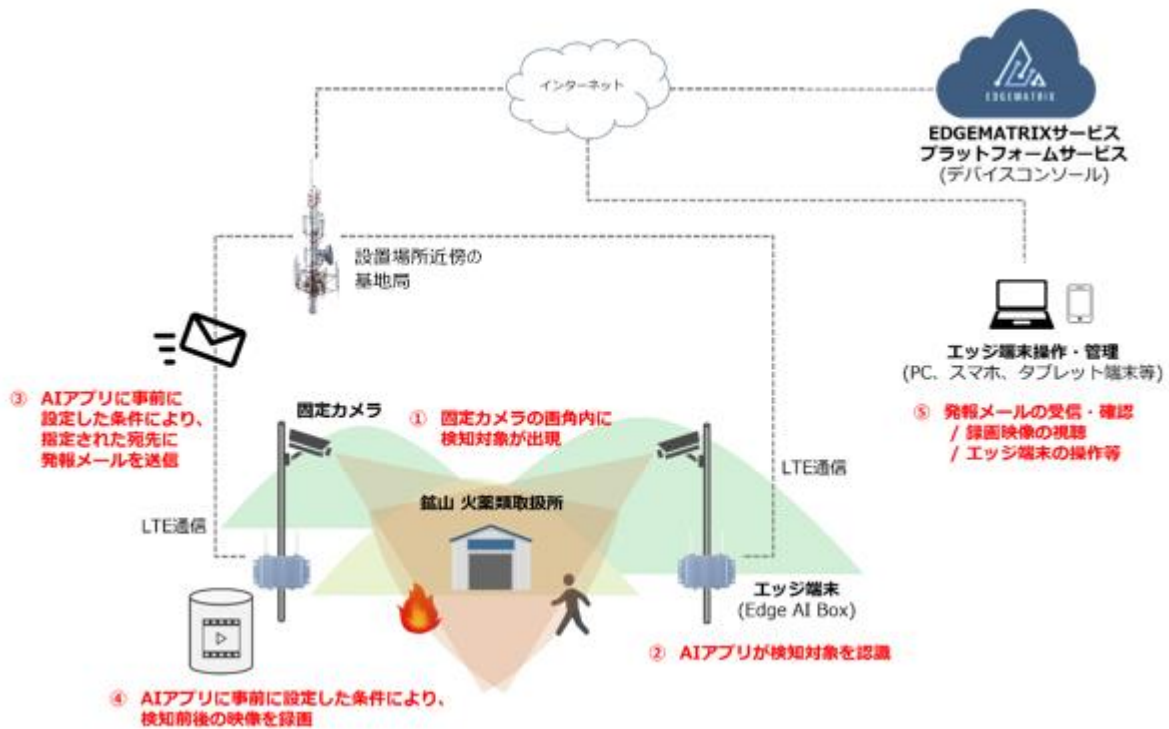 インターネット
EDGEMATRIX
EDGEMATRIXサービス
プラットフォームサービス
(デバイスコンソール)
設置場所近傍の
基地局
エッジ端末操作・管理
(PC、スマホ、タブレット端末等)
⑤ 発報メールの受信・確認
/ 録画映像の視聴
/ エッジ端末の操作等
③ AIアプリに事前に
設定した条件により、
指定された宛先に
発報メールを送信
固定カメラ
① 固定カメラの画角内に
検知対象が出現
LTE通信
鉱山 火薬類取扱所
LTE通信
エッジ端末
(Edge AI Box)
② AIアプリが検知対象を認識
④ AIアプリに事前に設定した条件により、
検知前後の映像を録画